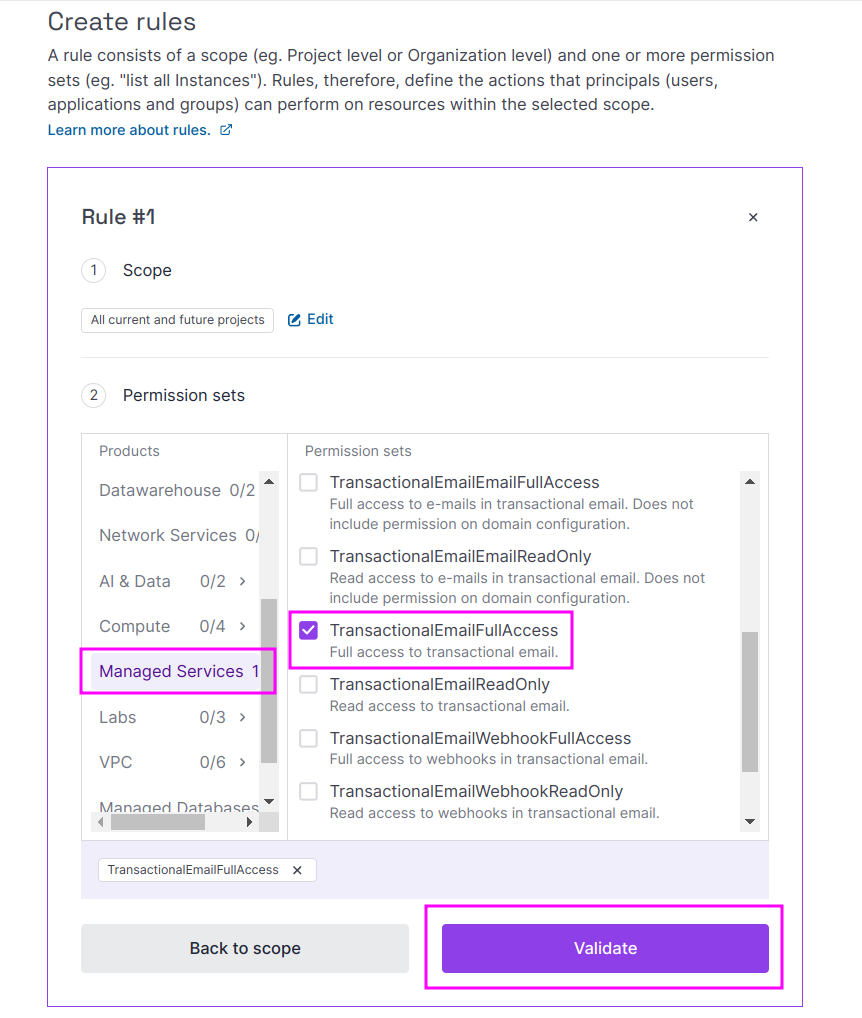 Create rules
A rule consists of a scope (eg. Project level or Organization level) and one or more permission
sets (eg. "list all Instances"). Rules, therefore, define the actions that principals (users,
applications and groups) can perform on resources within the selected scope.
Learn more about rules.
Rule #1
1 Scope
All current and future projects Edit
2 Permission sets
Products
Datawarehouse 0/2
Network Services 0/
AI & Data 0/2
Compute 0/4
Managed Services 1
Labs 0/3
VPC 0/6
Managed Databases
Permission sets
TransactionalEmailEmailFullAccess
Full access to e-mails in transactional email. Does not
include permission on domain configuration.
TransactionalEmailEmailReadOnly
Read access to e-mails in transactional email. Does not
include permission on domain configuration.
TransactionalEmailFullAccess
Full access to transactional email.
TransactionalEmailReadOnly
Read access to transactional email.
TransactionalEmailWebhookFullAccess
Full access to webhooks in transactional email.
TransactionalEmailWebhookReadOnly
Read access to webhooks in transactional email.
TransactionalEmailFullAccess
Back to scope
Validate